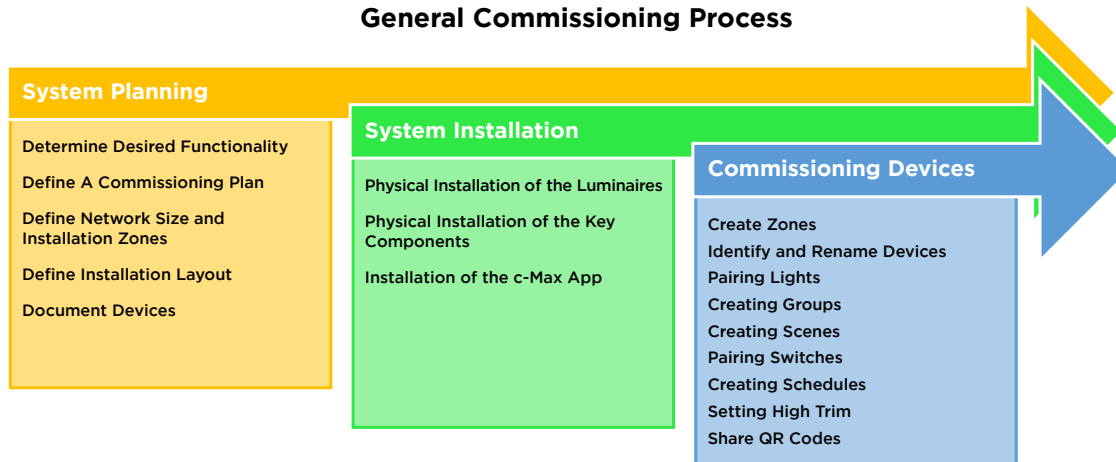 General Commissioning Process
System Planning
Determine Desired Functionality
Define A Commissioning Plan
Define Network Size and
Installation Zones
Define Installation Layout
Document Devices
System Installation
Physical Installation of the Luminaires
Physical Installation of the Key
Components
Installation of the c-Max App
Commissioning Devices
Create Zones
Identify and Rename Devices
Pairing Lights
Creating Groups
Creating Scenes
Pairing Switches
Creating Schedules
Setting High Trim
Share QR Codes